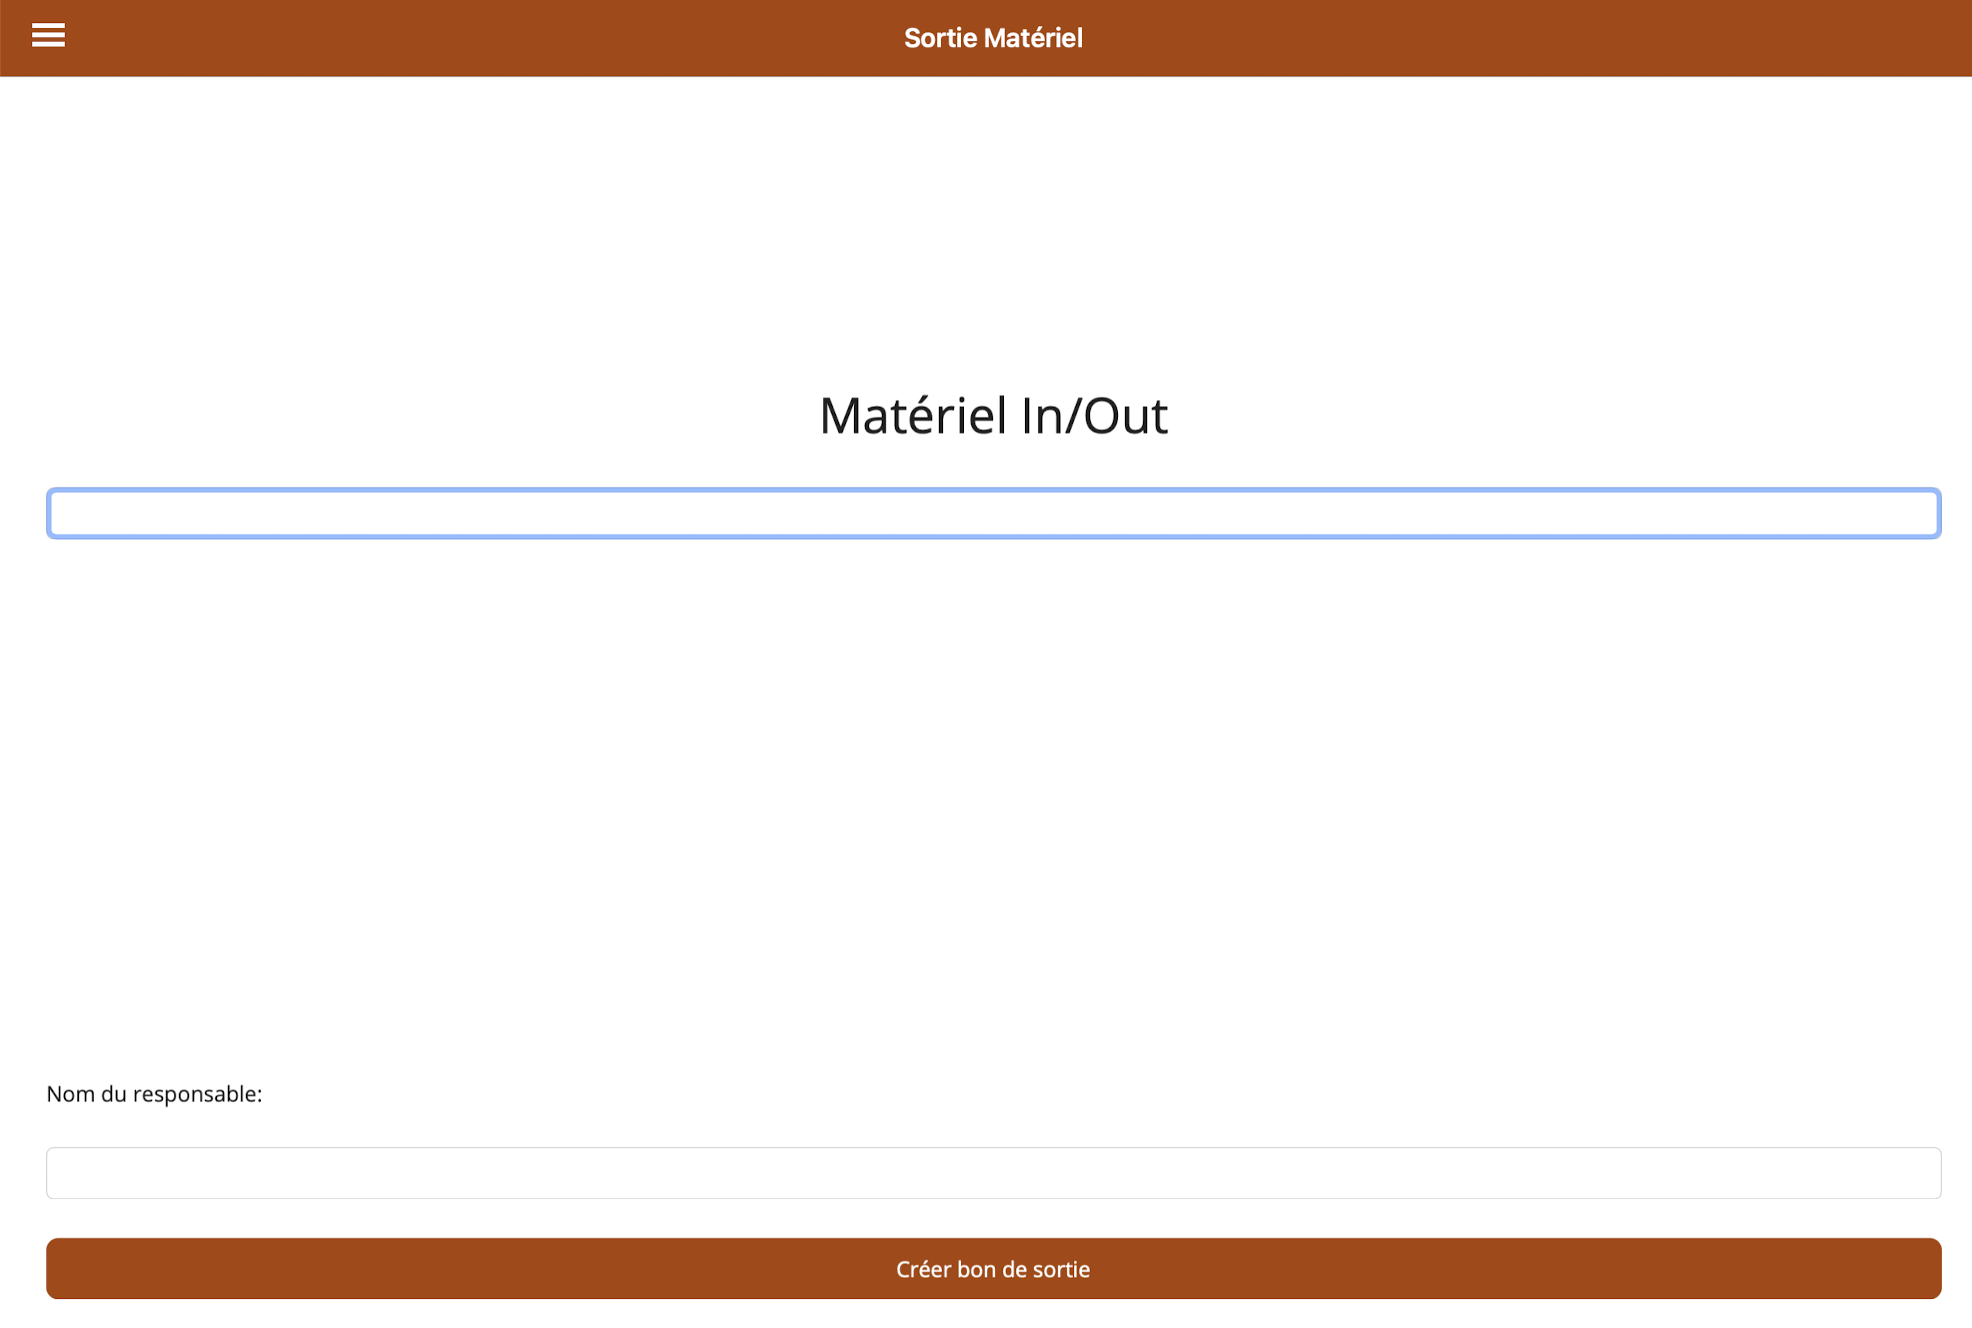 Sortie Matériel
Matériel In/Out
Nom du responsable:
Créer bon de sortie